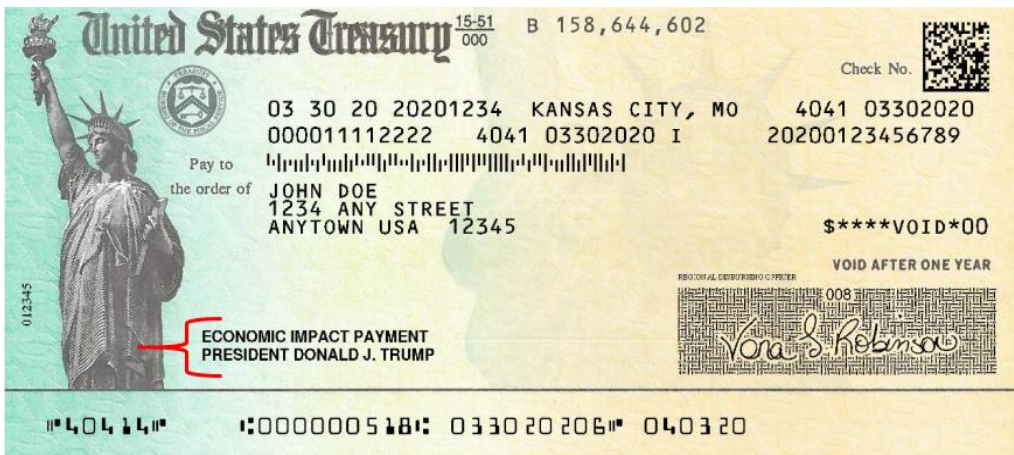 United States Treasury 15-51 000 B 158,644,602
Check No.
03 30 20 20201234 KANSAS CITY, MO 4041 03302020
000011112222 4041 03302020 I 20200123456789
Pay to
the order of
JOHN DOE
1234 ANY STREET
ANYTOWN USA 12345
$****VOID*00
VOID AFTER ONE YEAR
REGIONAL DISBURSING OFFICER
008
Vona S Robinson
012345
ECONOMIC IMPACT PAYMENT
PRESIDENT DONALD J. TRUMP
⑈40414⑈ ⑆000000518⑆ 033020206⑈ 040320